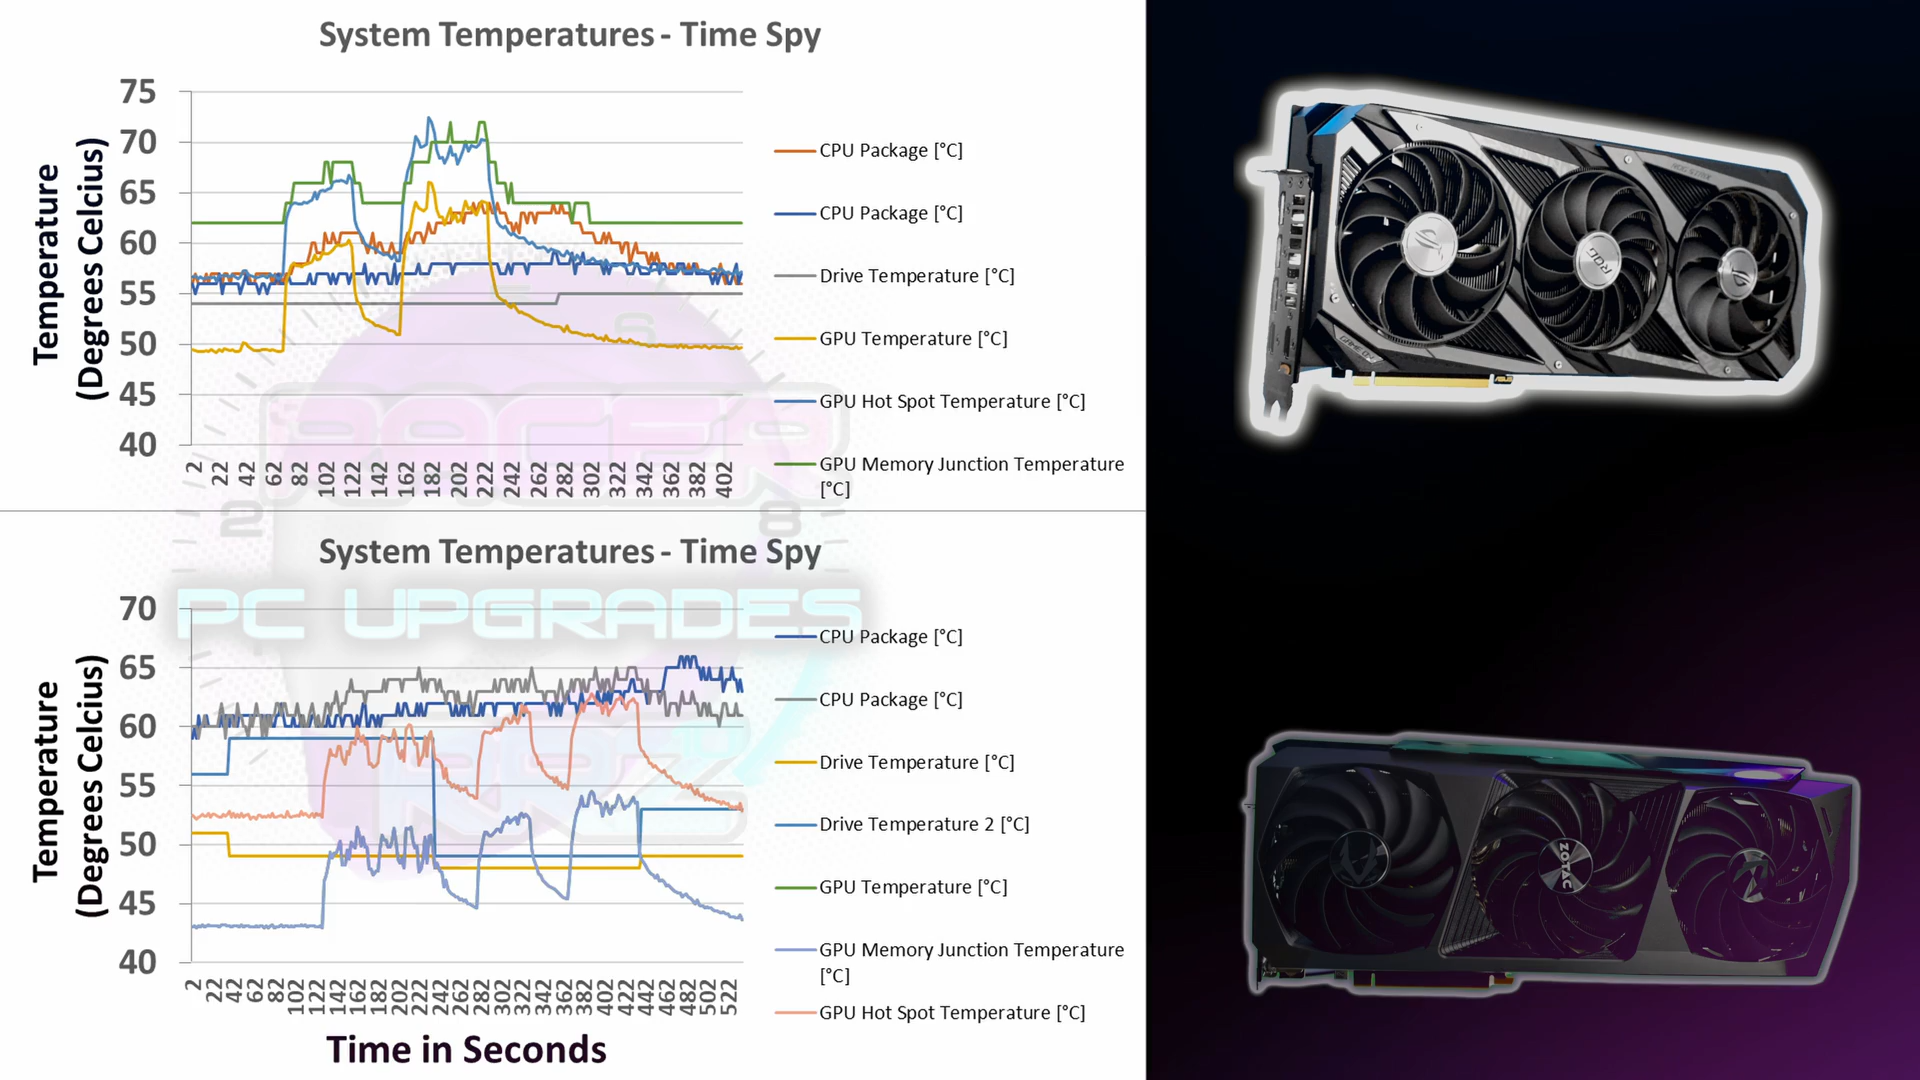 System Temperatures - Time Spy
Temperature
(Degrees Celcius)
75
70
65
60
55
50
45
40
2 22 42 62 82 102 122 142 162 182 202 222 242 262 282 302 322 342 362 382 402
CPU Package [°C]
CPU Package [°C]
Drive Temperature [°C]
GPU Temperature [°C]
GPU Hot Spot Temperature [°C]
GPU Memory Junction Temperature
[°C]
6
RACER
2
8
System Temperatures - Time Spy
PC UPGRADES
Temperature
(Degrees Celcius)
70
65
60
55
50
45
40
2 22 42 62 82 102 122 142 162 182 202 222 242 262 282 302 322 342 362 382 402 422 442 462 482 502 522
CPU Package [°C]
CPU Package [°C]
Drive Temperature [°C]
Drive Temperature 2 [°C]
GPU Temperature [°C]
GPU Memory Junction Temperature
[°C]
GPU Hot Spot Temperature [°C]
Time in Seconds
ROG
ZOTAC